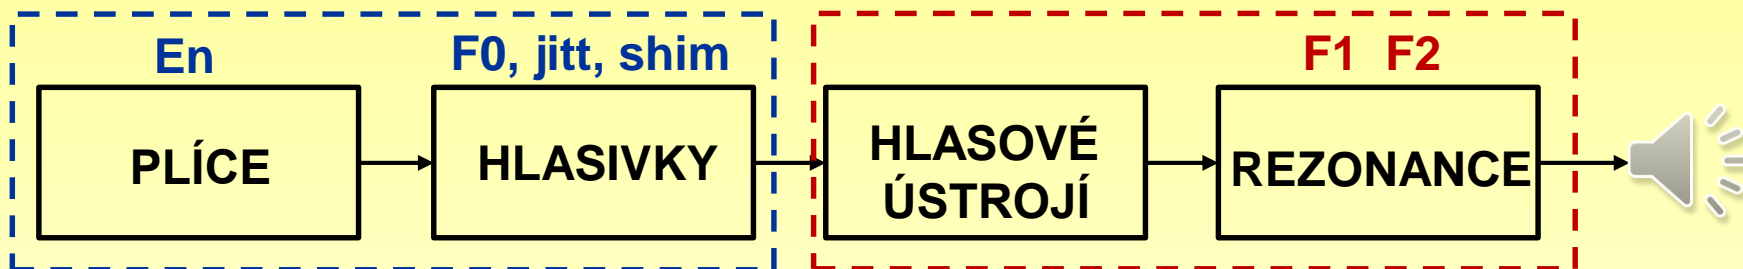 En
F0, jitt, shim
F1 F2
PLÍCE
HLASIVKY
HLASOVÉ
ÚSTROJÍ
REZONANCE